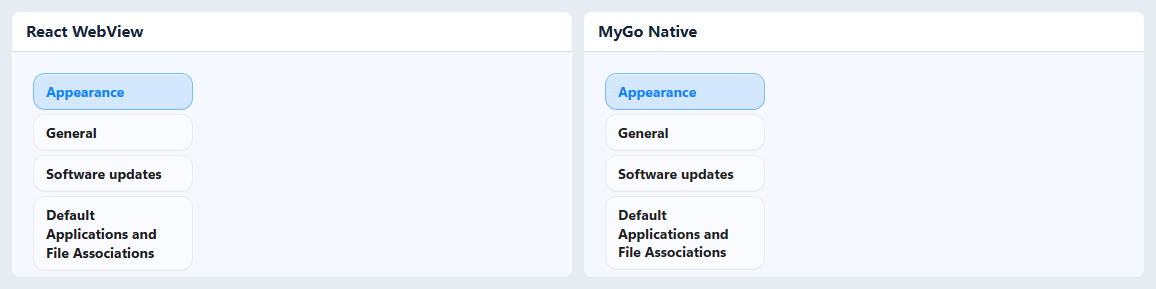 React WebView
Appearance
General
Software updates
Default
Applications and
File Associations
MyGo Native
Appearance
General
Software updates
Default
Applications and
File Associations